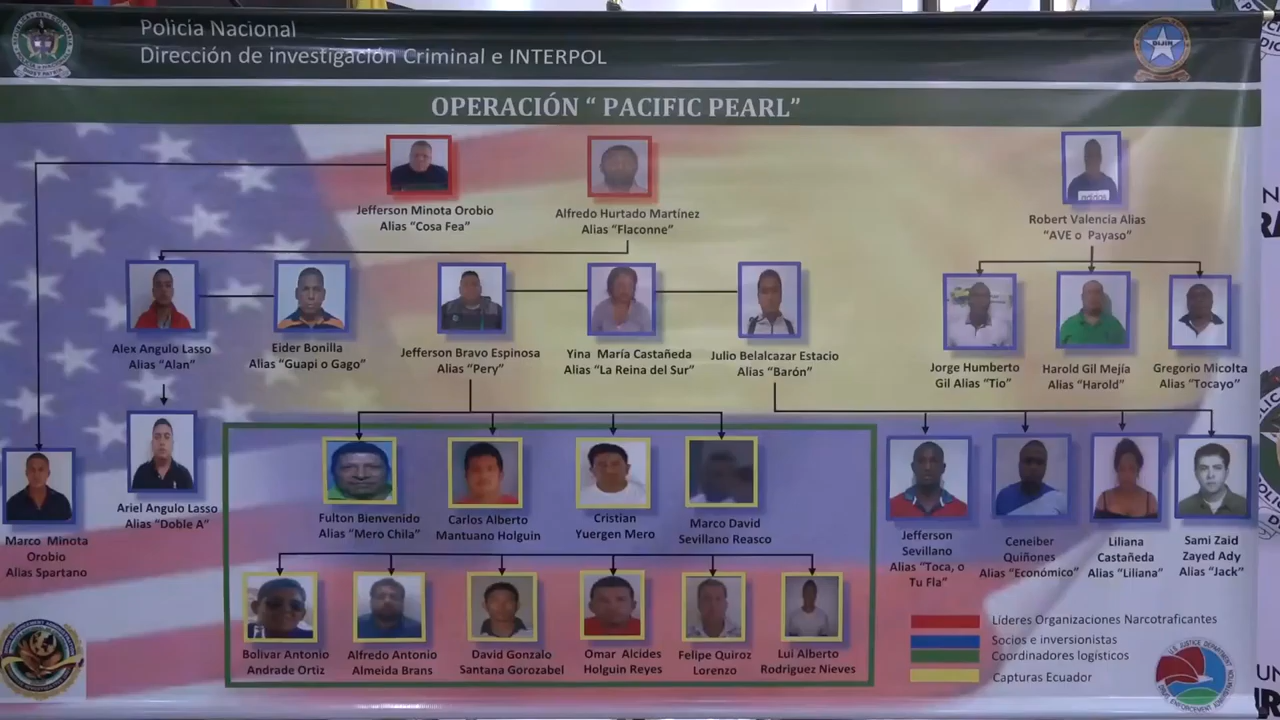 Policia Nacional
Dirección de investigación Criminal e INTERPOL
DIJIN
OPERACIÓN “ PACIFIC PEARL”
Jefferson Minota Orobio
Alias “Cosa Fea”
Alfredo Hurtado Martínez
Alias “Flaconne”
Robert Valencia Alias
“AVE o Payaso”
Alex Angulo Lasso
Alias “Alan”
Eider Bonilla
Alias “Guapi o Gago”
Jefferson Bravo Espinosa
Alias “Pery”
Yina María Castañeda
Alias “La Reina del Sur”
Julio Belalcazar Estacio
Alias “Barón”
Jorge Humberto
Gil Alias “Tio”
Harold Gil Mejía
Alias “Harold”
Gregorio Micolta
Alias “Tocayo”
Marco Minota
Orobio
Alias Spartano
Ariel Angulo Lasso
Alias “Doble A”
Fulton Bienvenido
Alias “Mero Chila”
Carlos Alberto
Mantuano Holguin
Cristian
Yuergen Mero
Marco David
Sevillano Reasco
Jefferson
Sevillano
Alias “Toca, o
Tu Fla”
Ceneiber
Quiñones
Alias “Económico”
Liliana
Castañeda
Alias “Liliana”
Sami Zaid
Zayed Ady
Alias “Jack”
Bolivar Antonio
Andrade Ortiz
Alfredo Antonio
Almeida Brans
David Gonzalo
Santana Gorozabel
Omar Alcides
Holguin Reyes
Felipe Quiroz
Lorenzo
Lui Alberto
Rodriguez Nieves
Líderes Organizaciones Narcotraficantes
Socios e inversionistas
Coordinadores logísticos
Capturas Ecuador